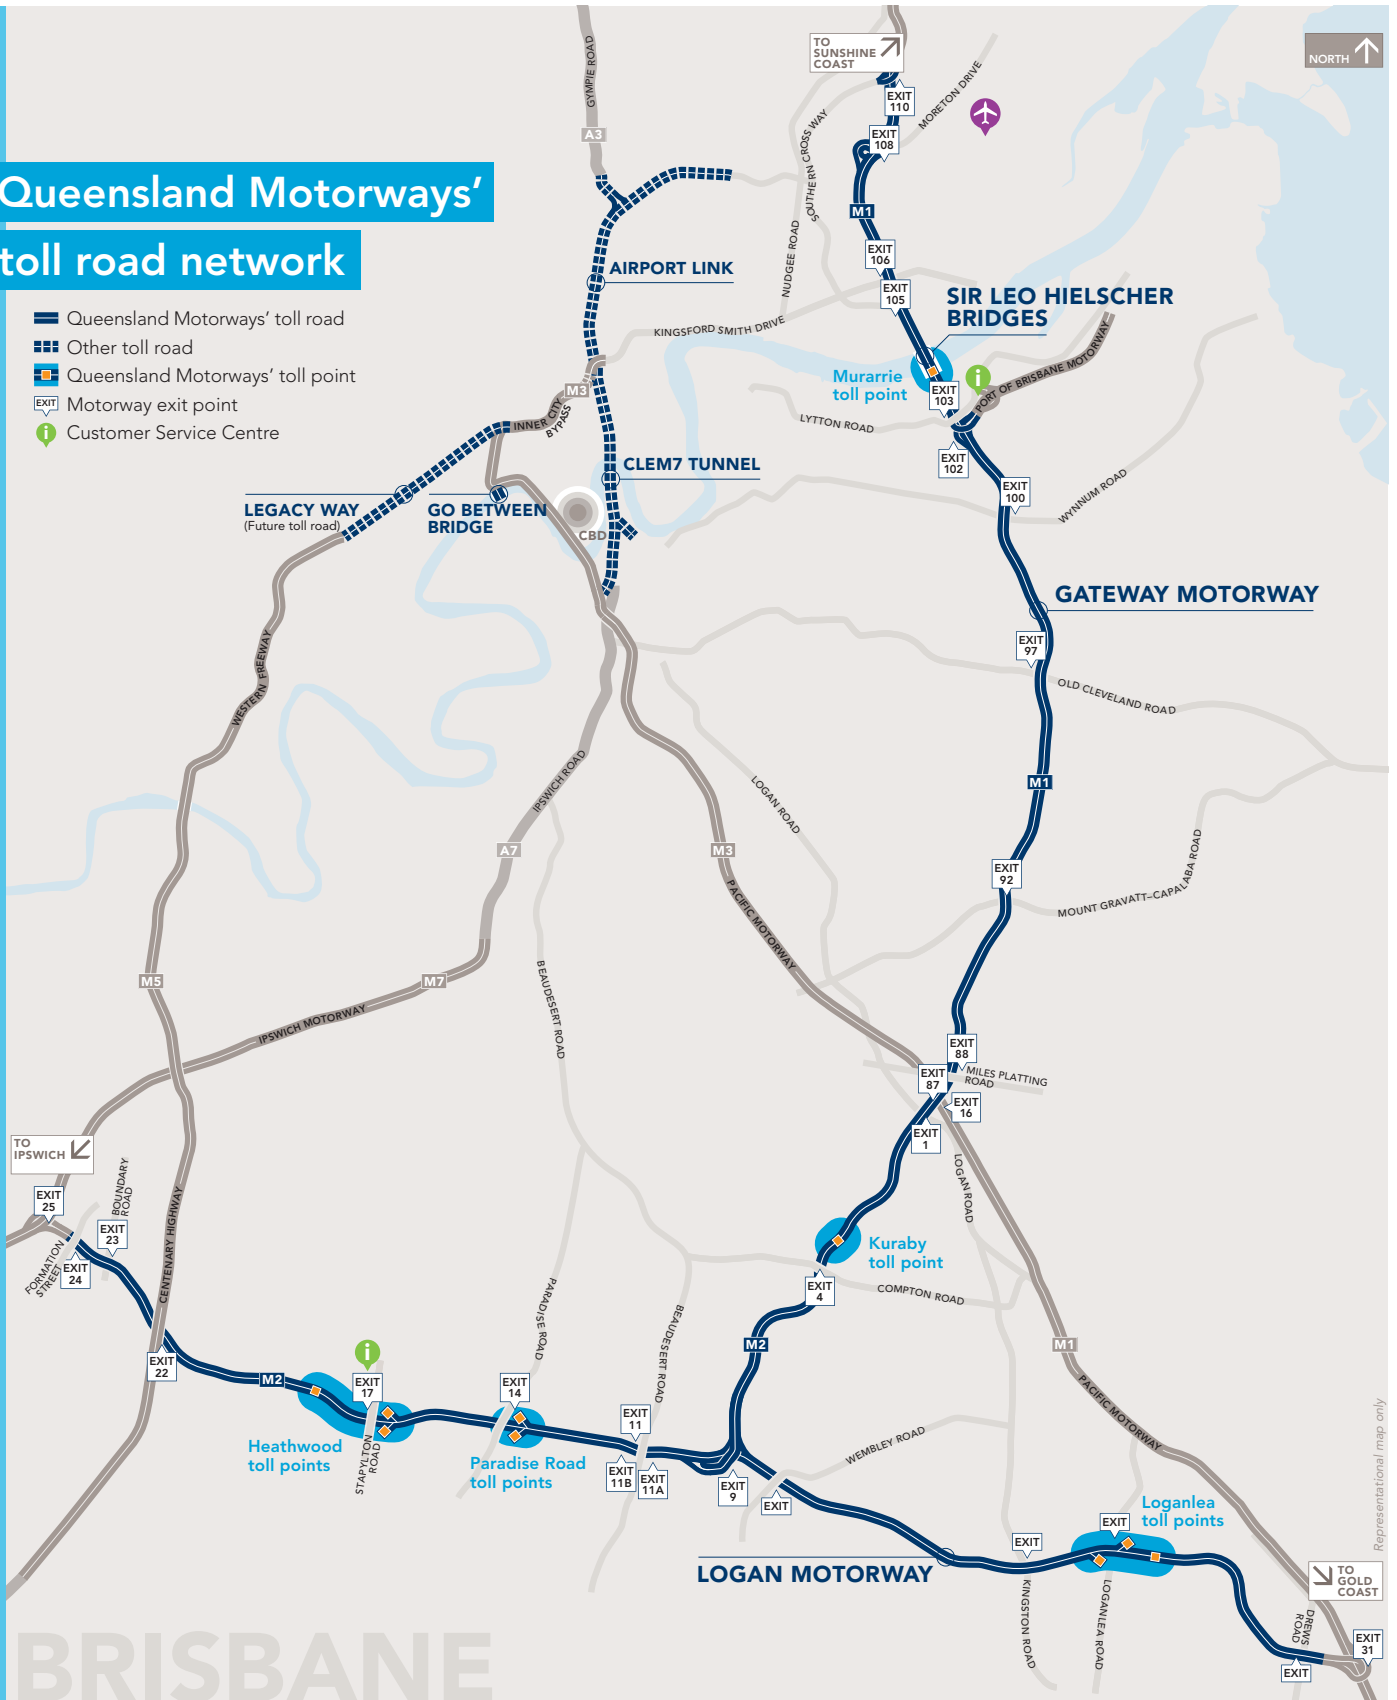 NORTH
TO
SUNSHINE
COAST
EXIT
110
MORETON DRIVE
GYMPIE ROAD
A3
EXIT
108
SOUTHERN CROSS WAY
Queensland Motorways'
toll road network
M1
NUDGEE ROAD
EXIT
106
AIRPORT LINK
EXIT
105
SIR LEO HIELSCHER
BRIDGES
Queensland Motorways' toll road
Other toll road
Queensland Motorways' toll point
EXIT
Motorway exit point
i
Customer Service Centre
KINGSFORD SMITH DRIVE
PORT OF BRISBANE MOTORWAY
Murarrie
toll point
i
EXIT
103
M3
INNER CITY
BYPASS
LYTTON ROAD
EXIT
102
CLEM7 TUNNEL
EXIT
100
WYNNUM ROAD
LEGACY WAY
(Future toll road)
GO BETWEEN
BRIDGE
CBD
GATEWAY MOTORWAY
EXIT
97
WESTERN FREEWAY
OLD CLEVELAND ROAD
M1
IPSWICH ROAD
LOGAN ROAD
A7
M3
EXIT
92
MOUNT GRAVATT–CAPALABA ROAD
PACIFIC MOTORWAY
M5
M7
IPSWICH MOTORWAY
BEAUDESERT ROAD
EXIT
88
EXIT
87
MILES PLATTING
ROAD
EXIT
16
EXIT
1
TO
IPSWICH
BOUNDARY
ROAD
LOGAN ROAD
EXIT
25
EXIT
23
CENTENARY HIGHWAY
FORMATION
STREET
EXIT
24
Kuraby
toll point
EXIT
4
COMPTON ROAD
PARADISE ROAD
BEAUDESERT ROAD
M2
M1
EXIT
22
M2
i
EXIT
17
EXIT
14
PACIFIC MOTORWAY
EXIT
11
Heathwood
toll points
STAPYLTON
ROAD
Paradise Road
toll points
EXIT
11B
EXIT
11A
EXIT
9
EXIT
WEMBLEY ROAD
Loganlea
toll points
EXIT
EXIT
LOGAN MOTORWAY
KINGSTON ROAD
LOGANLEA ROAD
TO
GOLD
COAST
DREWS
ROAD
EXIT
31
EXIT
Representational map only
BRISBANE